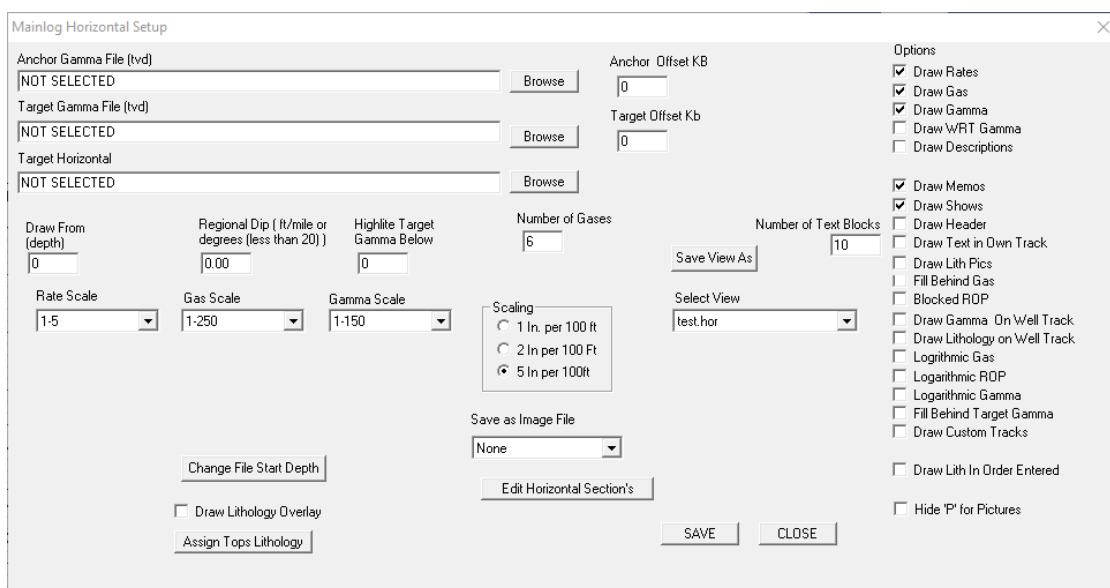 Mainlog Horizontal Setup
Anchor Gamma File (tvd)
NOT SELECTED
Browse
Anchor Offset KB
0
Target Gamma File (tvd)
NOT SELECTED
Browse
Target Offset Kb
0
Target Horizontal
NOT SELECTED
Browse
Draw From
(depth)
0
Regional Dip ( ft/mile or
degrees (less than 20) )
0.00
Highlite Target
Gamma Below
0
Number of Gases
6
Save View As
Number of Text Blocks
10
Rate Scale
1-5
Gas Scale
1-250
Gamma Scale
1-150
Scaling
1 In. per 100 ft
2 In per 100 Ft
5 In per 100ft
Select View
test.hor
Save as Image File
None
Change File Start Depth
Edit Horizontal Section's
Draw Lithology Overlay
Assign Tops Lithology
SAVE
CLOSE
Options
Draw Rates
Draw Gas
Draw Gamma
Draw WRT Gamma
Draw Descriptions
Draw Memos
Draw Shows
Draw Header
Draw Text in Own Track
Draw Lith Pics
Fill Behind Gas
Blocked ROP
Draw Gamma On Well Track
Draw Lithology on Well Track
Logrithmic Gas
Logarithmic ROP
Logarithmic Gamma
Fill Behind Target Gamma
Draw Custom Tracks
Draw Lith In Order Entered
Hide 'P' for Pictures